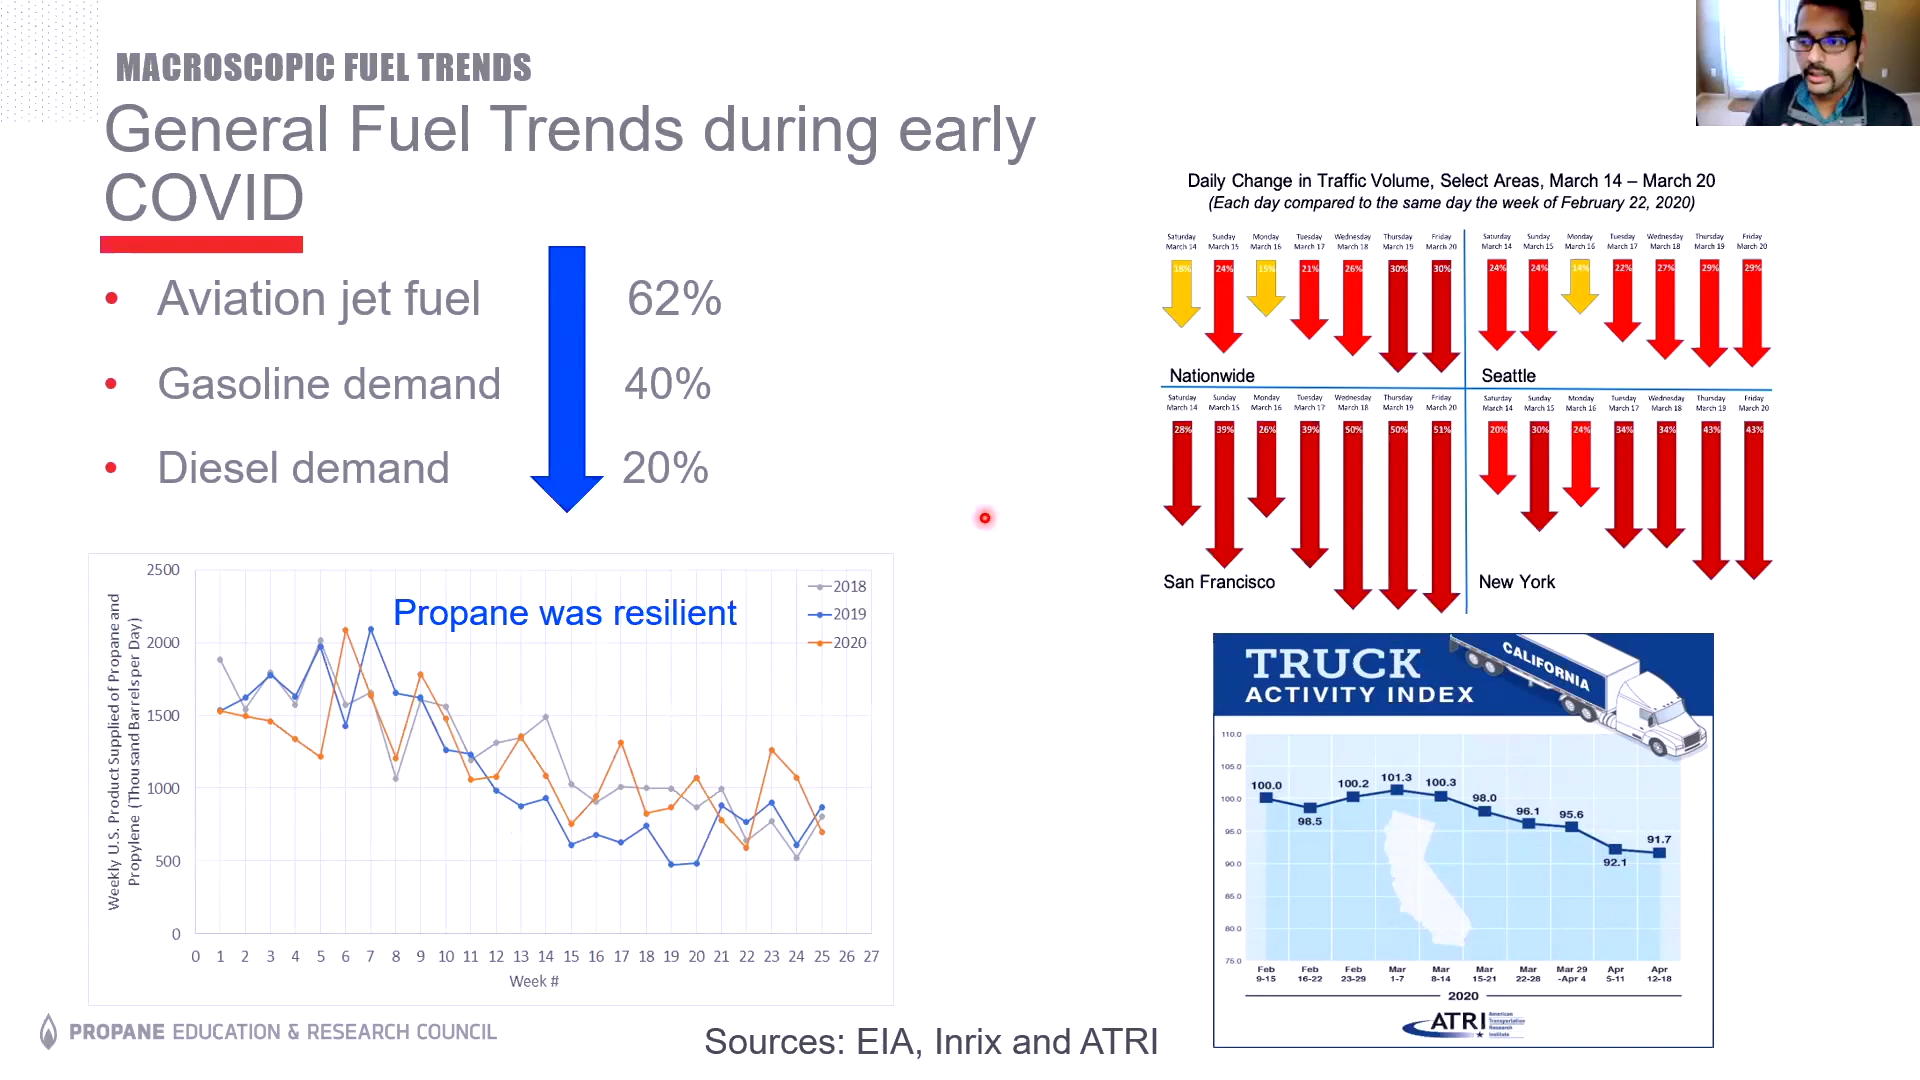 MACROSCOPIC FUEL TRENDS
General Fuel Trends during early
COVID
• Aviation jet fuel 62%
• Gasoline demand 40%
• Diesel demand 20%
Daily Change in Traffic Volume, Select Areas, March 14 – March 20
(Each day compared to the same day the week of February 22, 2020)
Saturday Sunday Monday Tuesday Wednesday Thursday Friday
March 14 March 15 March 16 March 17 March 18 March 19 March 20
18% 24% 15% 21% 26% 30% 30%
Nationwide
Saturday Sunday Monday Tuesday Wednesday Thursday Friday
March 14 March 15 March 16 March 17 March 18 March 19 March 20
24% 24% 14% 22% 27% 29% 29%
Seattle
Saturday Sunday Monday Tuesday Wednesday Thursday Friday
March 14 March 15 March 16 March 17 March 18 March 19 March 20
28% 39% 26% 39% 50% 50% 51%
San Francisco
Saturday Sunday Monday Tuesday Wednesday Thursday Friday
March 14 March 15 March 16 March 17 March 18 March 19 March 20
20% 30% 24% 34% 34% 43% 43%
New York
Weekly U.S. Product Supplied of Propane and
Propylene (Thousand Barrels per Day)
2500
2000
1500
1000
500
0
Propane was resilient
2018
2019
2020
0 1 2 3 4 5 6 7 8 9 10 11 12 13 14 15 16 17 18 19 20 21 22 23 24 25 26 27
Week #
TRUCK
ACTIVITY INDEX
CALIFORNIA
110.0
105.0
100.0
95.0
90.0
85.0
80.0
75.0
100.0 98.5 100.2 101.3 100.3 98.0 96.1 95.6 92.1 91.7
Feb Feb Feb Mar Mar Mar Mar Mar 29 Apr Apr
9-15 16-22 23-29 1-7 8-14 15-21 22-28 -Apr 4 5-11 12-18
2020
ATRI
American
Transportation
Research
Institute
PROPANE EDUCATION & RESEARCH COUNCIL
Sources: EIA, Inrix and ATRI